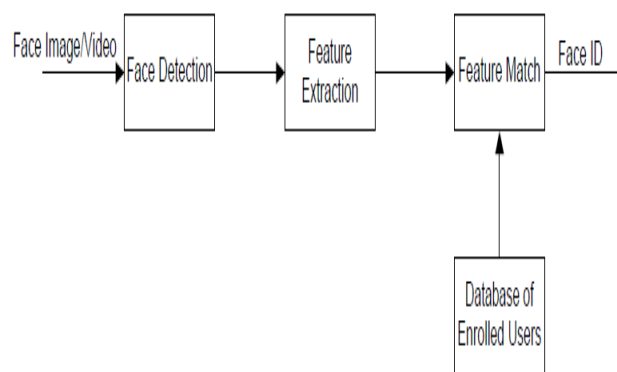 Face Image/Video
Face Detection
Feature
Extraction
Feature Match
Face ID
Database of
Enrolled Users